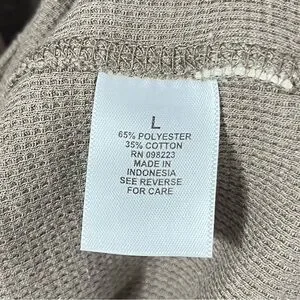 L
65% POLYESTER
35% COTTON
RN 098223
MADE IN
INDONESIA
SEE REVERSE
FOR CARE